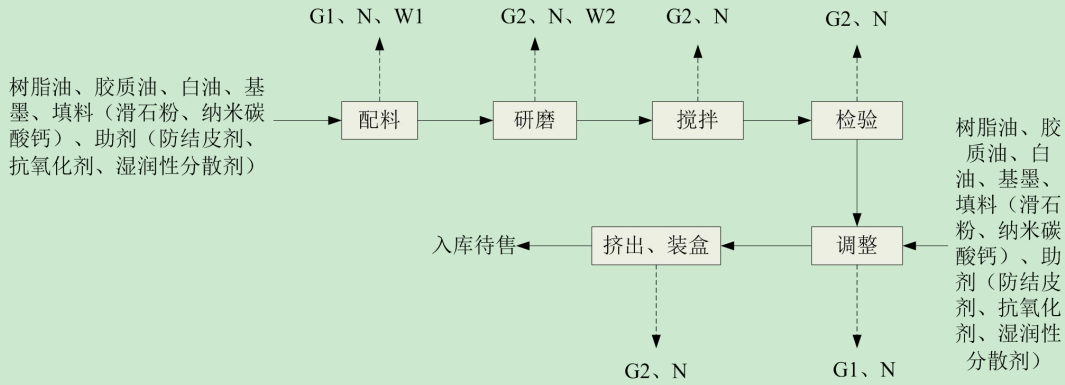 G1、N、W1
G2、N、W2
G2、N
G2、N
树脂油、胶质油、白油、基
墨、填料（滑石粉、纳米碳
酸钙）、助剂（防结皮剂、
抗氧化剂、湿润性分散剂）
配料
研磨
搅拌
检验
树脂油、胶
质油、白
油、基墨、
填料（滑石
粉、纳米碳
酸钙）、助
剂（防结皮
剂、抗氧化
剂、湿润性
分散剂）
入库待售
挤出、装盒
调整
G2、N
G1、N